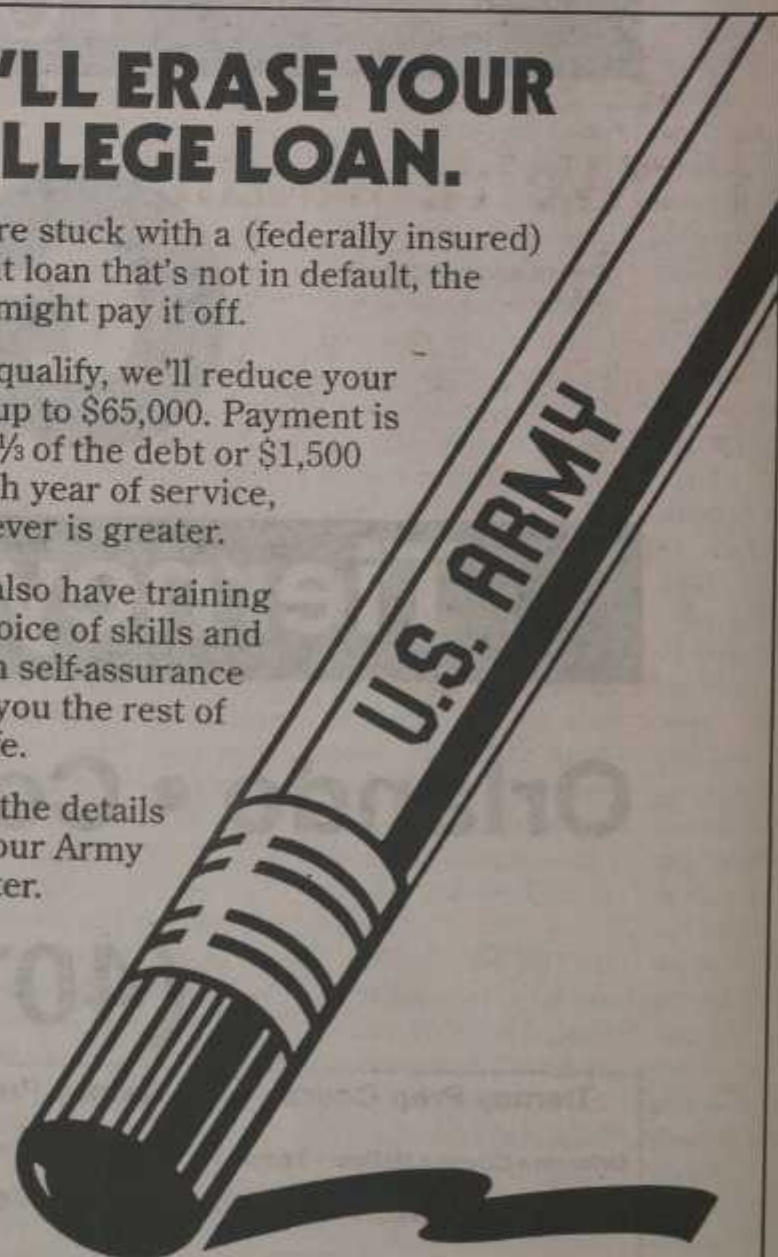 'LL ERASE YOUR
LLEGE LOAN.
re stuck with a (federally insured)
t loan that's not in default, the
might pay it off.
qualify, we'll reduce your
up to $65,000. Payment is
⅓ of the debt or $1,500
h year of service,
ever is greater.
also have training
oice of skills and
n self-assurance
you the rest of
fe.
the details
our Army
ter.
U.S. ARMY